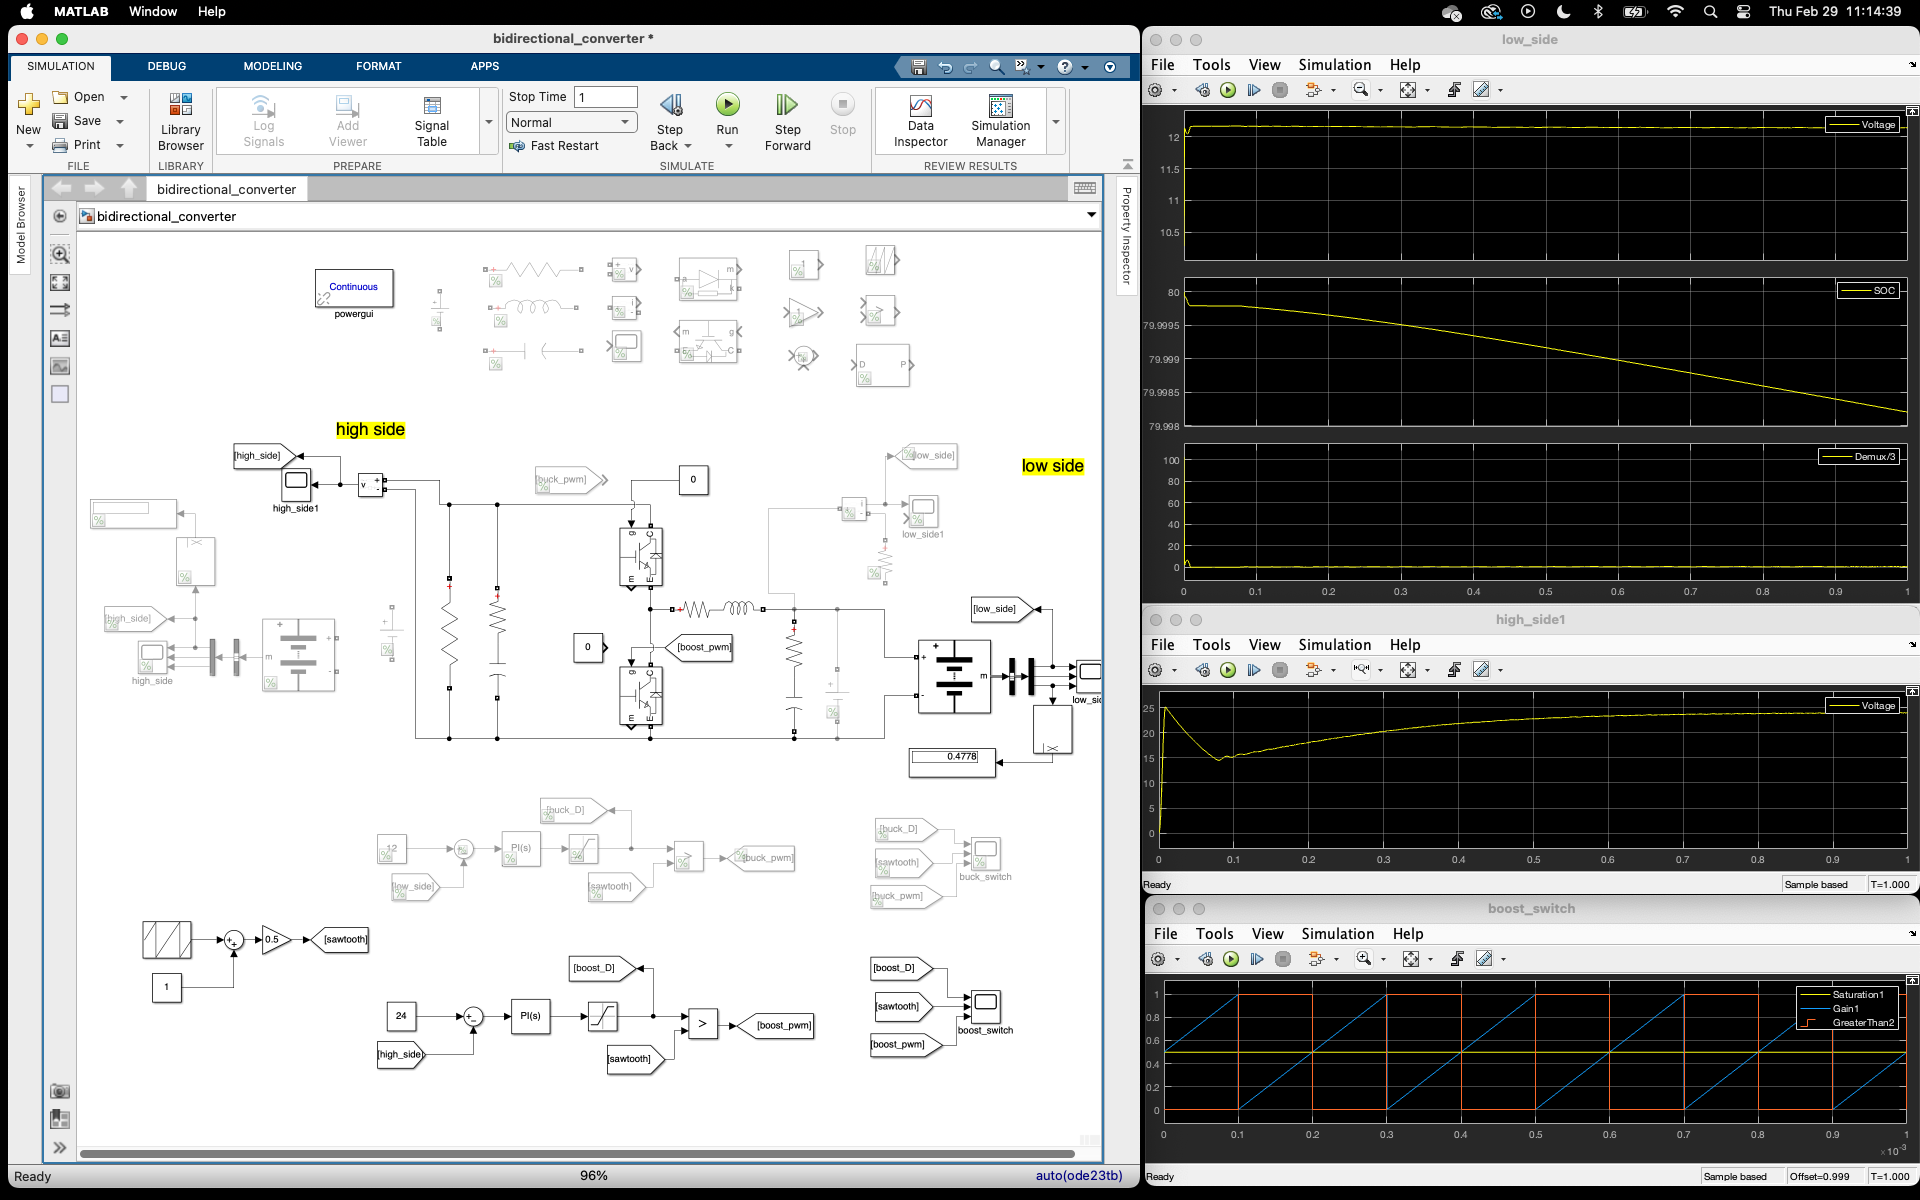 MATLAB Window Help
Thu Feb 29 11:14:39
bidirectional_converter *
SIMULATION DEBUG MODELING FORMAT APPS
New
Open
Save
Print
FILE
Library
Browser
LIBRARY
Log
Signals
Add
Viewer
Signal
Table
PREPARE
Stop Time 1
Normal
Fast Restart
Step
Back
Run
Step
Forward
Stop
SIMULATE
Data
Inspector
Simulation
Manager
REVIEW RESULTS
Model Browser
Property Inspector
bidirectional_converter
bidirectional_converter
Continuous
powergui
high side
[high_side]
high_side1
[buck_pwm]
0
[low_side]
low_side1
low side
[high_side]
high_side
0
[boost_pwm]
[low_side]
0.4778
[buck_D]
12
PI(s)
[buck_pwm]
[low_side]
[sawtooth]
[buck_D]
[sawtooth]
[buck_pwm]
buck_switch
0.5
[sawtooth]
1
[boost_D]
24
PI(s)
>
[boost_pwm]
[high_side]
[sawtooth]
[boost_D]
[sawtooth]
[boost_pwm]
boost_switch
Ready
96%
auto(ode23tb)
low_side
File Tools View Simulation Help
Voltage
12
11.5
11
10.5
SOC
80
79.9995
79.999
79.9985
79.998
Demux/3
100
80
60
40
20
0
0 0.1 0.2 0.3 0.4 0.5 0.6 0.7 0.8 0.9 1
high_side1
File Tools View Simulation Help
Voltage
25
20
15
10
5
0
0 0.1 0.2 0.3 0.4 0.5 0.6 0.7 0.8 0.9
Ready
Sample based T=1.000
boost_switch
File Tools View Simulation Help
Saturation1
Gain1
GreaterThan2
1
0.8
0.6
0.4
0.2
0
0 0.1 0.2 0.3 0.4 0.5 0.6 0.7 0.8 0.9 1
×10-3
Ready
Sample based Offset=0.999 T=1.000